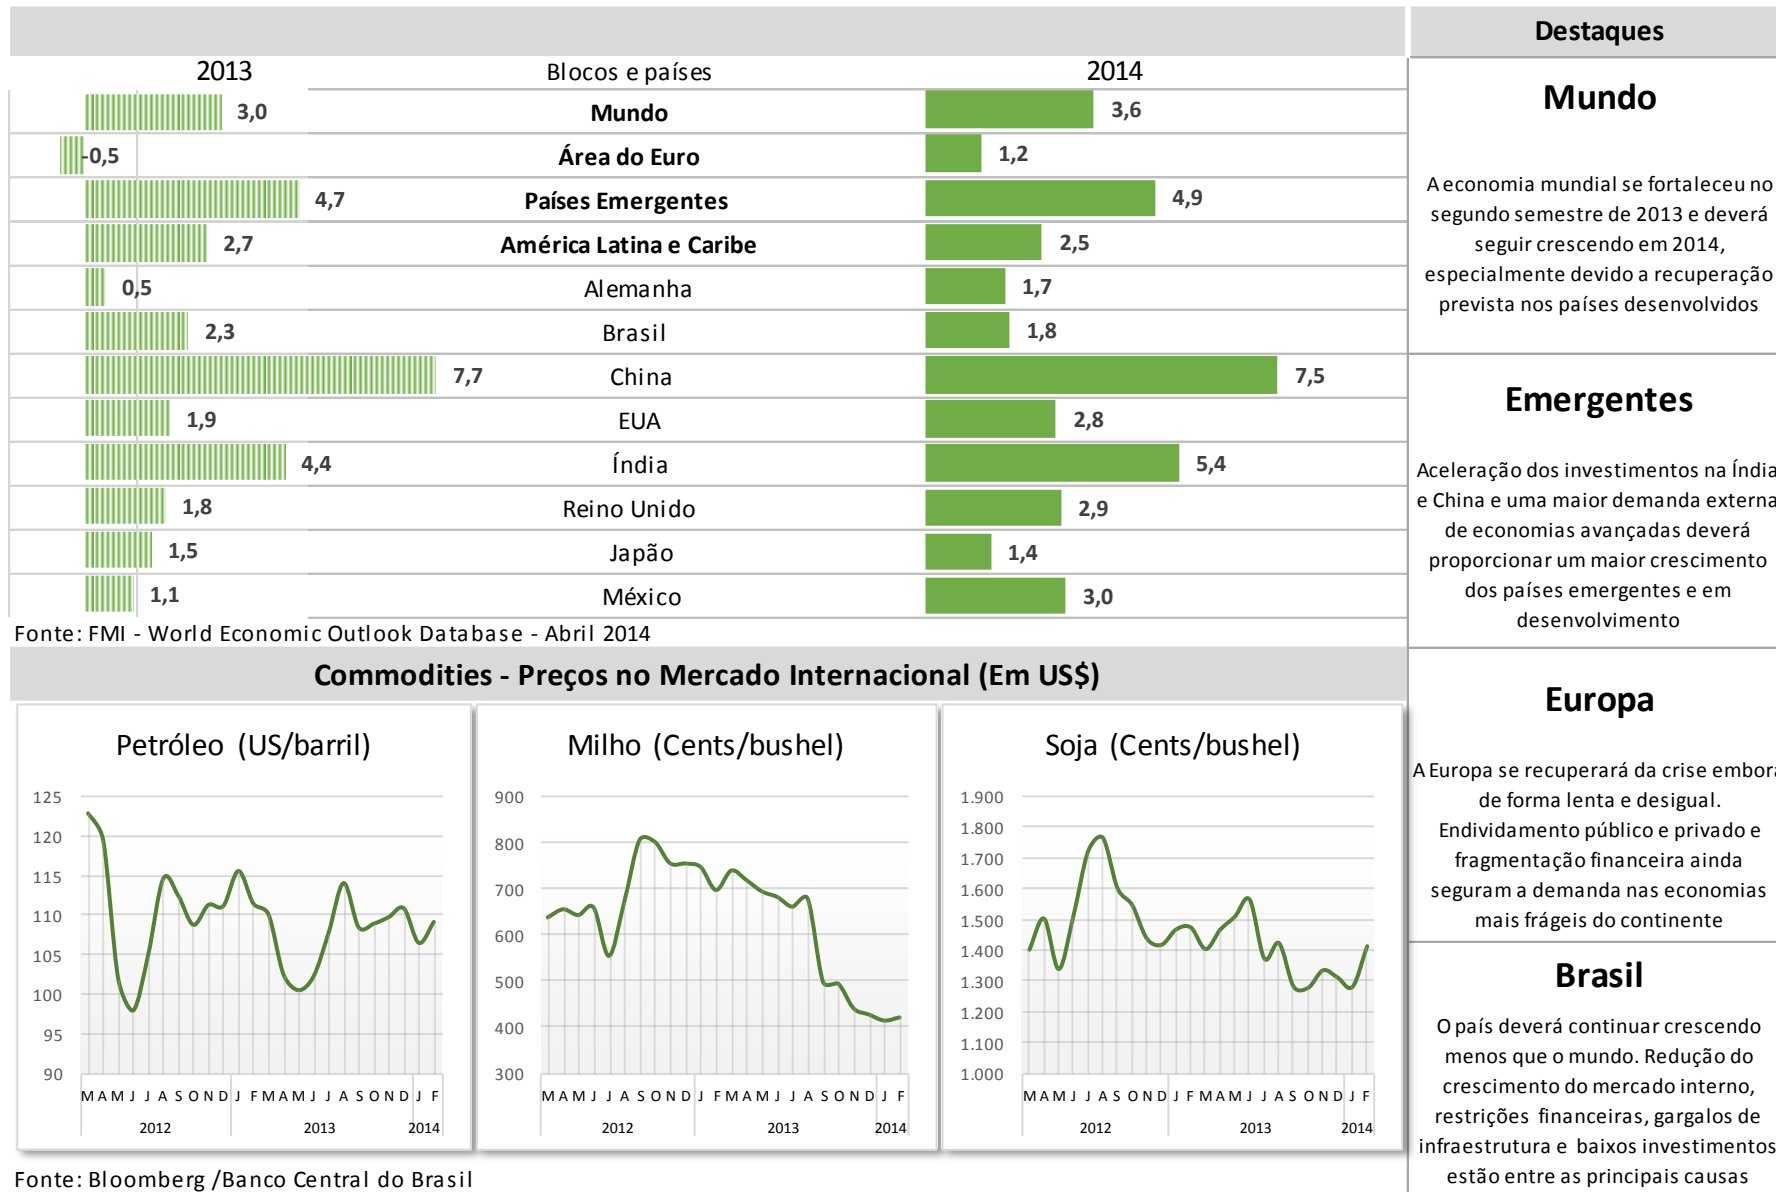 Destaques
2013 Blocos e países 2014
3,0 Mundo 3,6
-0,5 Área do Euro 1,2
4,7 Países Emergentes 4,9
2,7 América Latina e Caribe 2,5
0,5 Alemanha 1,7
2,3 Brasil 1,8
7,7 China 7,5
1,9 EUA 2,8
4,4 Índia 5,4
1,8 Reino Unido 2,9
1,5 Japão 1,4
1,1 México 3,0
Fonte: FMI - World Economic Outlook Database - Abril 2014
Mundo
A economia mundial se fortaleceu no
segundo semestre de 2013 e deverá
seguir crescendo em 2014,
especialmente devido a recuperação
prevista nos países desenvolvidos
Emergentes
Aceleração dos investimentos na Índia
e China e uma maior demanda externa
de economias avançadas deverá
proporcionar um maior crescimento
dos países emergentes e em
desenvolvimento
Europa
A Europa se recuperará da crise embora
de forma lenta e desigual.
Endividamento público e privado e
fragmentação financeira ainda
seguram a demanda nas economias
mais frágeis do continente
Brasil
O país deverá continuar crescendo
menos que o mundo. Redução do
crescimento do mercado interno,
restrições financeiras, gargalos de
infraestrutura e baixos investimentos
estão entre as principais causas
Commodities - Preços no Mercado Internacional (Em US$)
Petróleo (US/barril)
125
120
115
110
105
100
95
90
M A M J J A S O N D J F M A M J J A S O N D J F
2012 2013 2014
Milho (Cents/bushel)
900
800
700
600
500
400
300
M A M J J A S O N D J F M A M J J A S O N D J F
2012 2013 2014
Soja (Cents/bushel)
1.900
1.800
1.700
1.600
1.500
1.400
1.300
1.200
1.100
1.000
M A M J J A S O N D J F M A M J J A S O N D J F
2012 2013 2014
Fonte: Bloomberg /Banco Central do Brasil